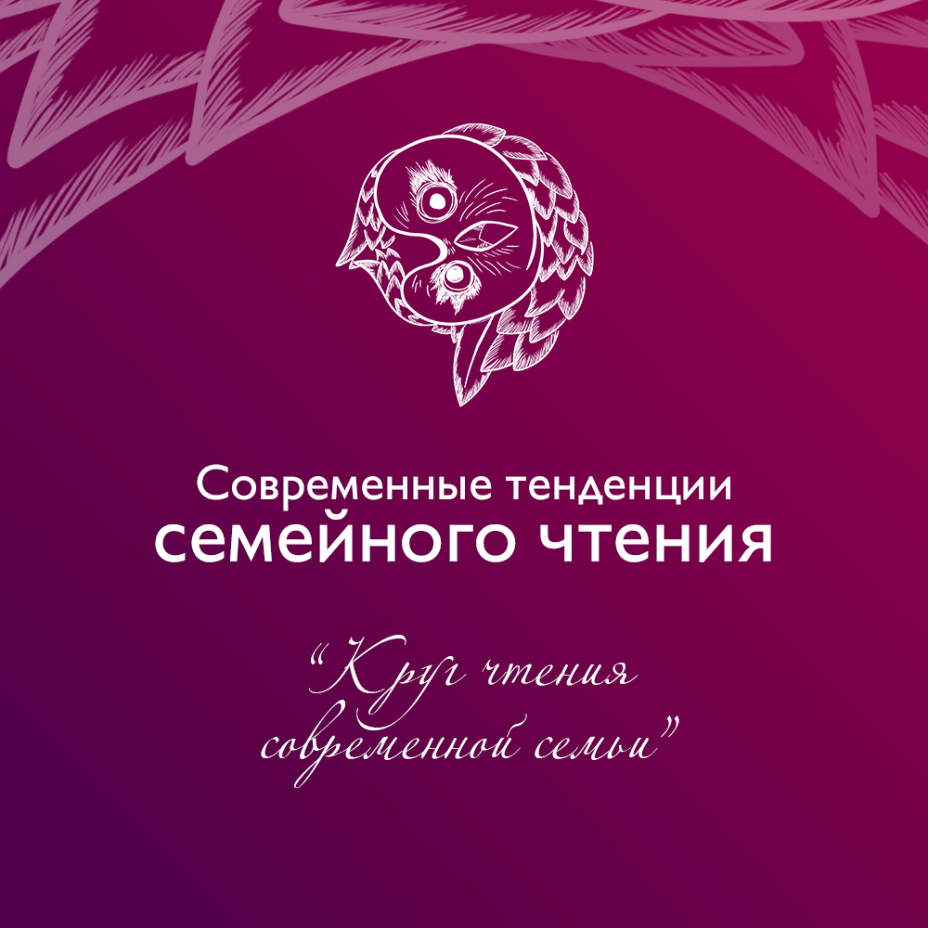 Современные тенденции
семейного чтения
“Круг чтения
современной семьи”